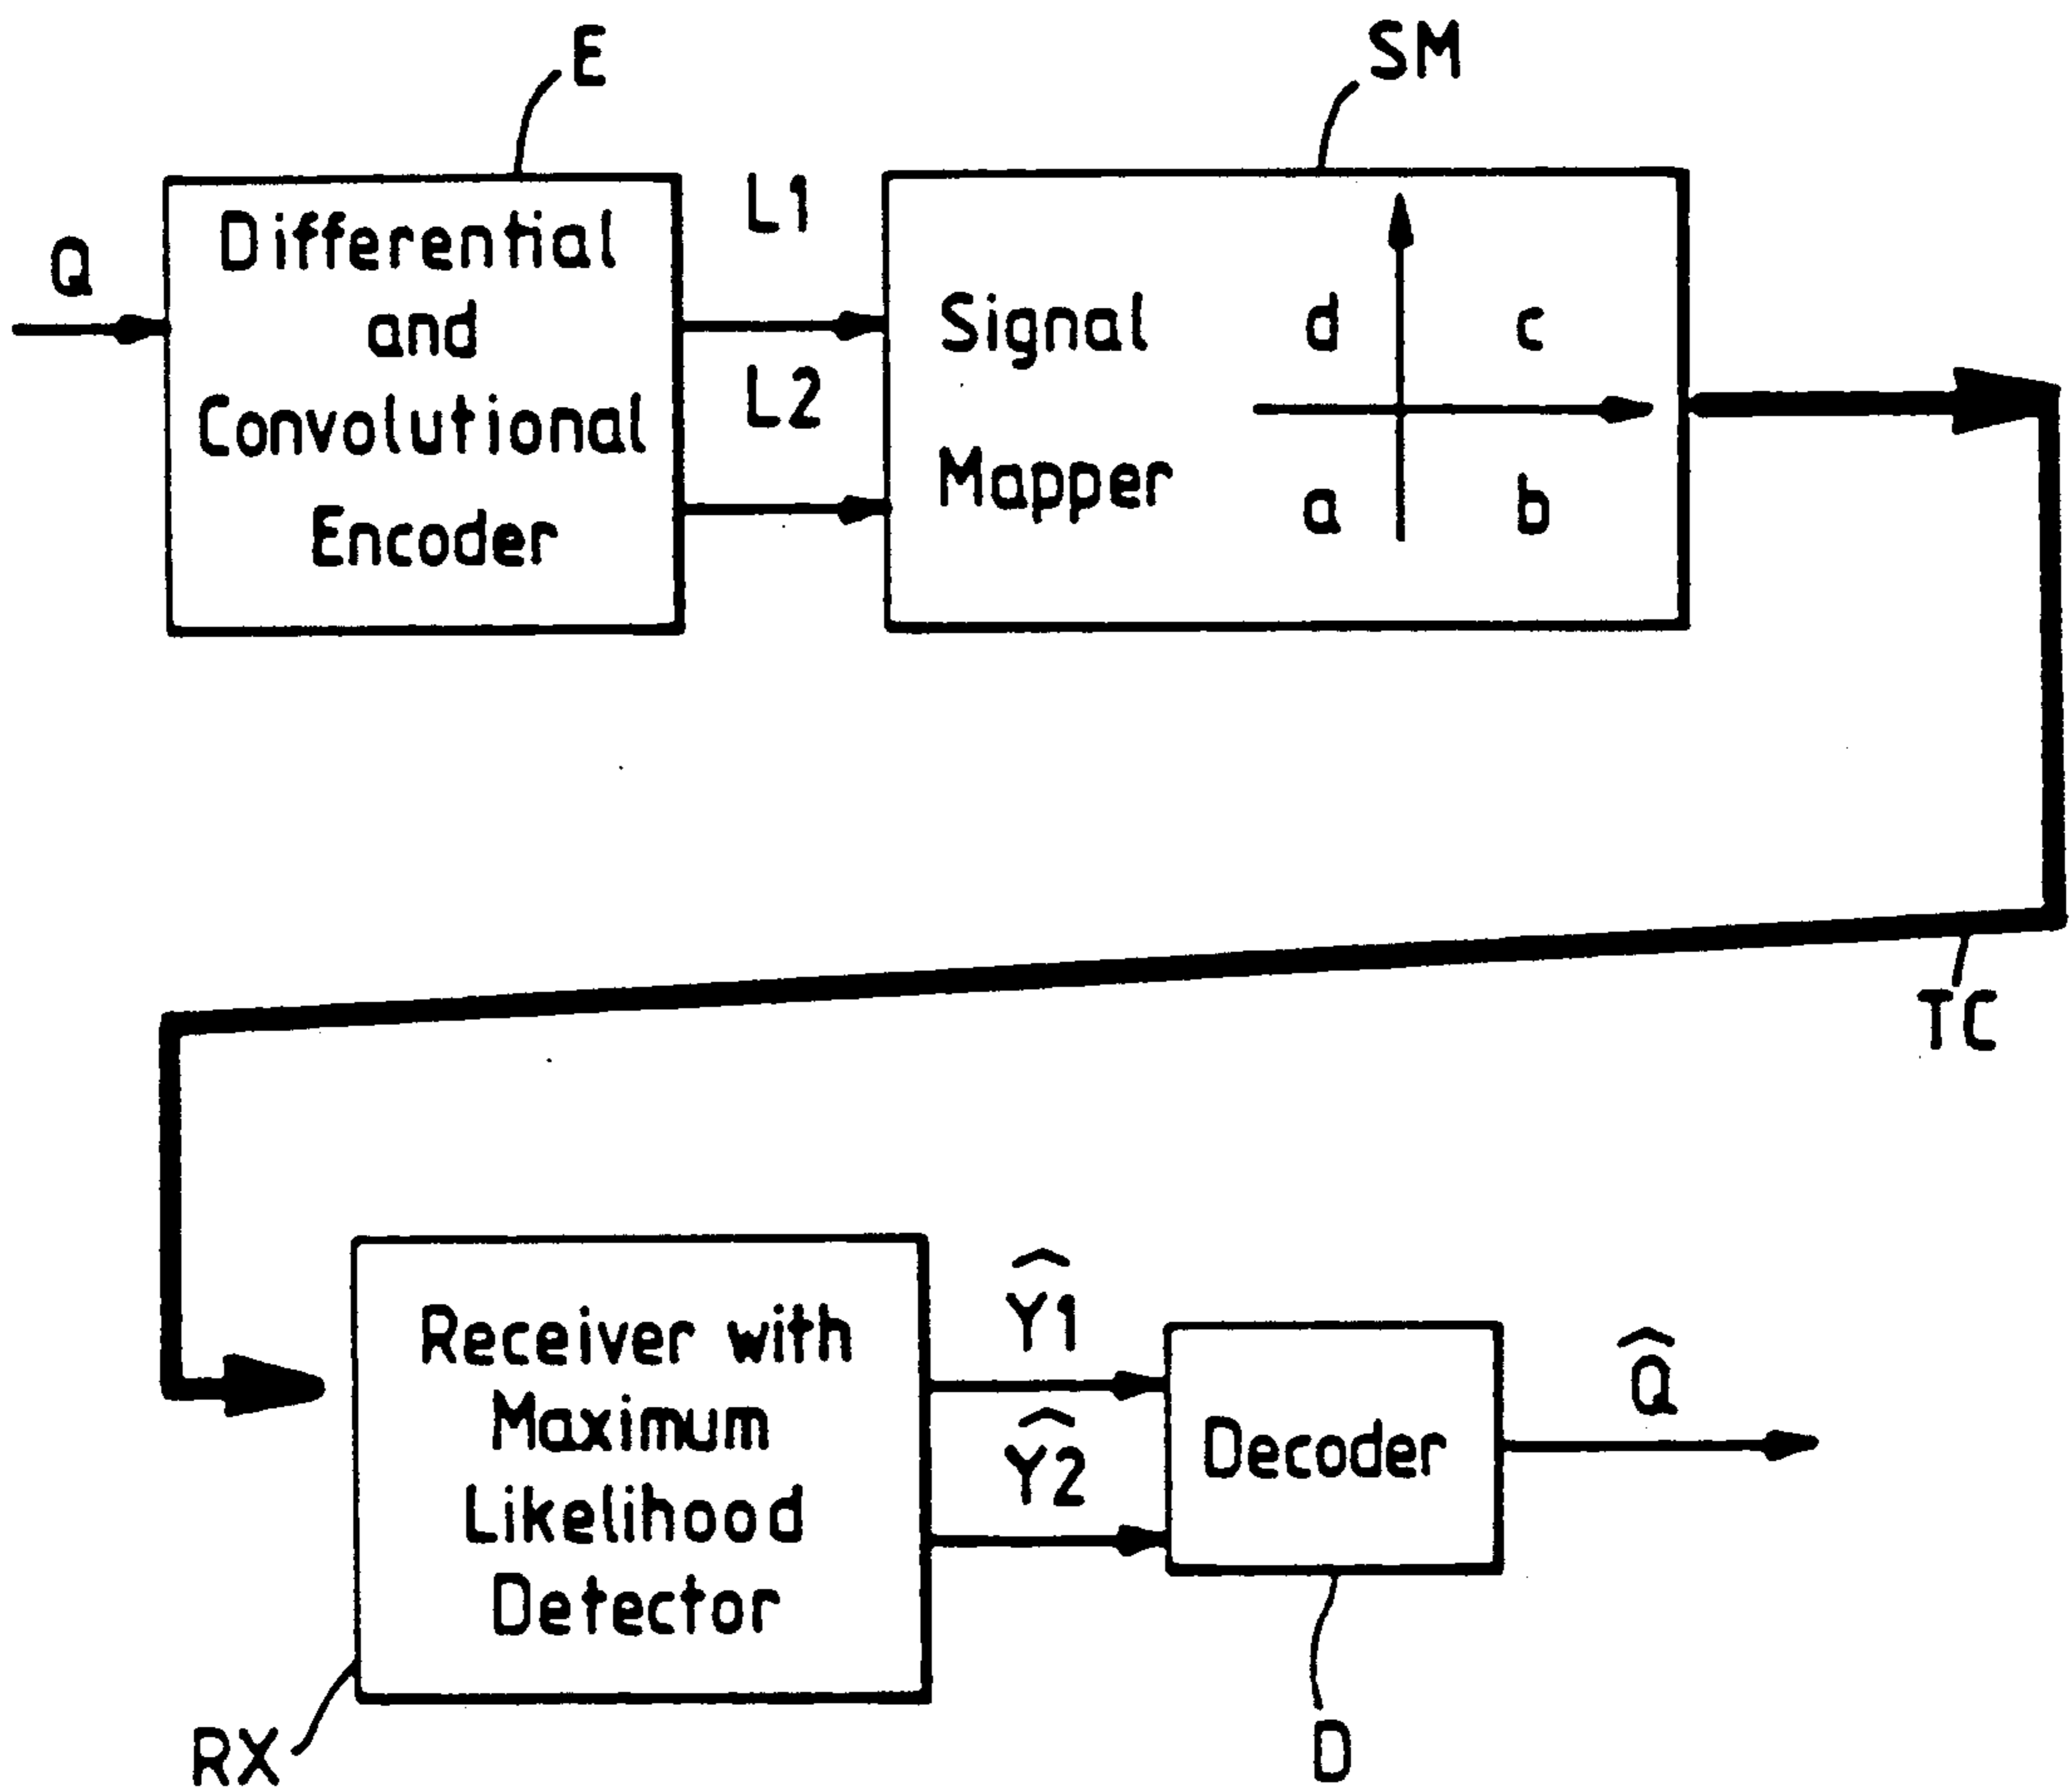 E
SM
Q
Differential
and
Convolutional
Encoder
L1
L2
Signal
Mapper
d
c
a
b
TC
Receiver with
Maximum
Likelihood
Detector
RX
Ŷ1
Ŷ2
Decoder
D
Q̂